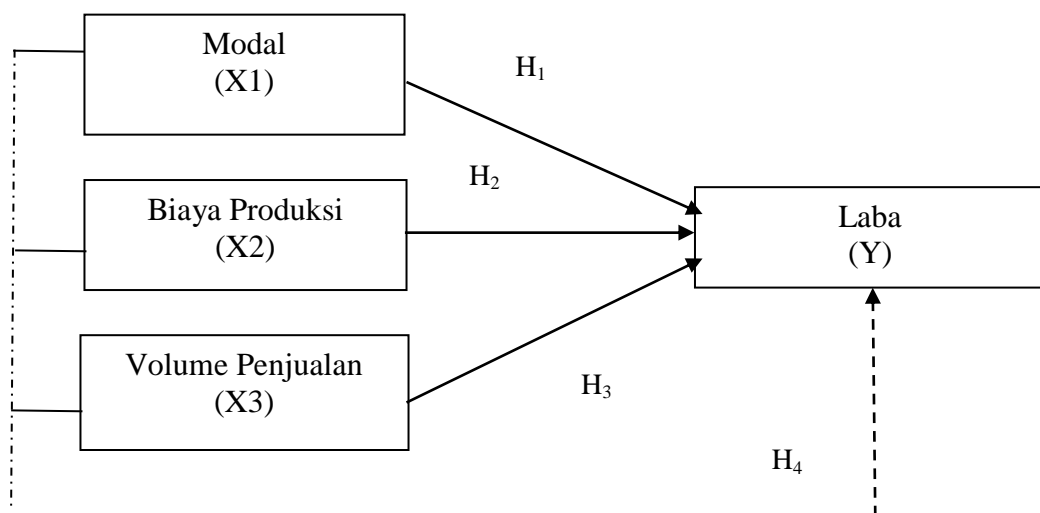 Modal
(X1)
H₁
Biaya Produksi
(X2)
H₂
Laba
(Y)
Volume Penjualan
(X3)
H₃
H₄